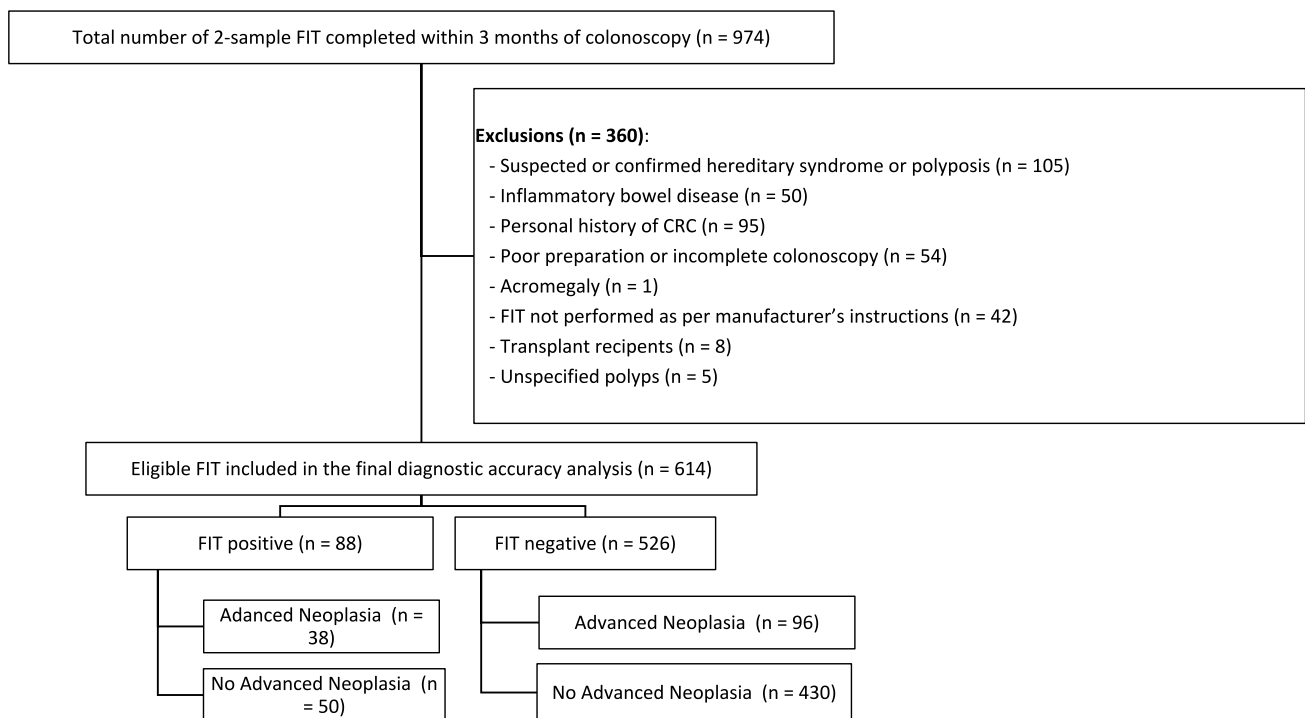 Total number of 2-sample FIT completed within 3 months of colonoscopy (n = 974)
Exclusions (n = 360):
- Suspected or confirmed hereditary syndrome or polyposis (n = 105)
- Inflammatory bowel disease (n = 50)
- Personal history of CRC (n = 95)
- Poor preparation or incomplete colonoscopy (n = 54)
- Acromegaly (n = 1)
- FIT not performed as per manufacturer’s instructions (n = 42)
- Transplant recipents (n = 8)
- Unspecified polyps (n = 5)
Eligible FIT included in the final diagnostic accuracy analysis (n = 614)
FIT positive (n = 88)
FIT negative (n = 526)
Adanced Neoplasia (n =
38)
Advanced Neoplasia (n = 96)
No Advanced Neoplasia (n
= 50)
No Advanced Neoplasia (n = 430)